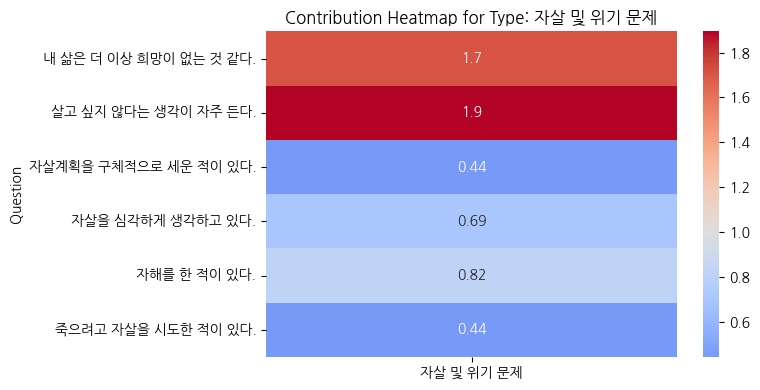 Contribution Heatmap for Type: 자살 및 위기 문제
Question
내 삶은 더 이상 희망이 없는 것 같다.
1.7
살고 싶지 않다는 생각이 자주 든다.
1.9
자살계획을 구체적으로 세운 적이 있다.
0.44
자살을 심각하게 생각하고 있다.
0.69
자해를 한 적이 있다.
0.82
죽으려고 자살을 시도한 적이 있다.
0.44
자살 및 위기 문제
1.8
1.6
1.4
1.2
1.0
0.8
0.6